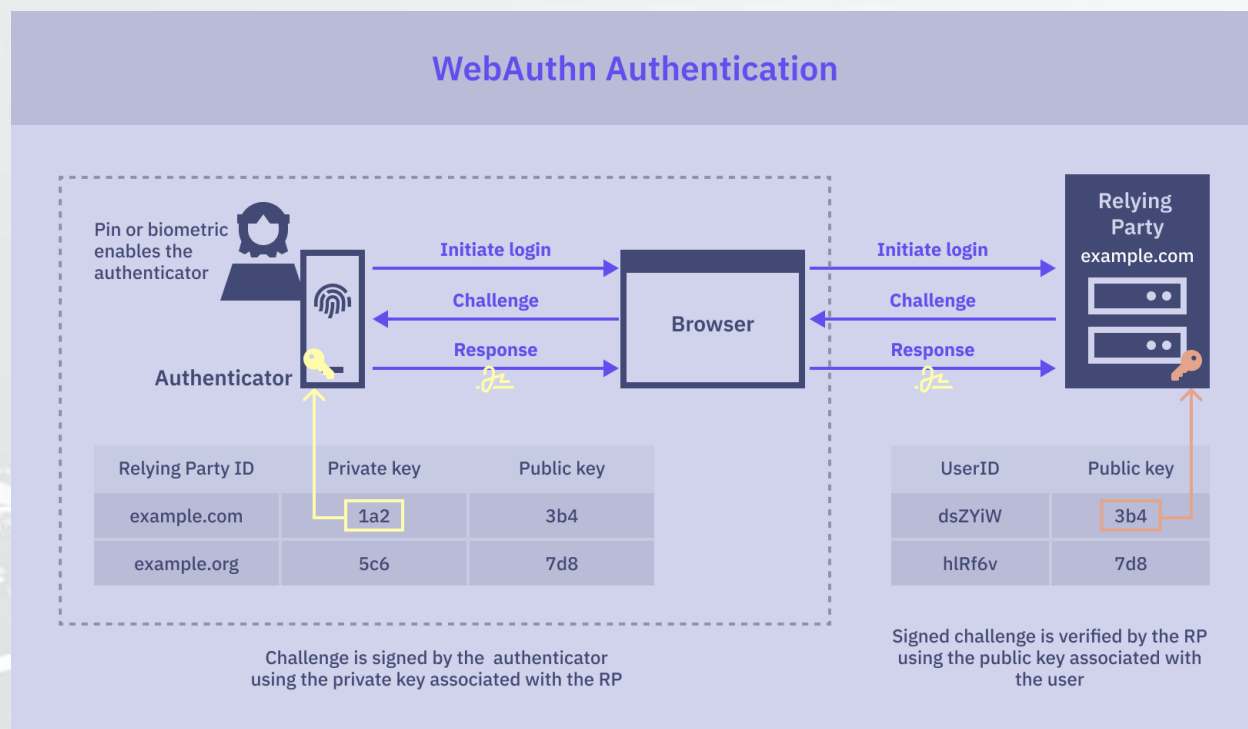 WebAuthn Authentication
Pin or biometric
enables the
authenticator
Authenticator
Initiate login
Challenge
Response
Browser
Initiate login
Challenge
Response
Relying
Party
example.com
Relying Party ID Private key Public key
example.com 1a2 3b4
example.org 5c6 7d8
UserID Public key
dsZYiW 3b4
hlRf6v 7d8
Challenge is signed by the authenticator
using the private key associated with the RP
Signed challenge is verified by the RP
using the public key associated with
the user